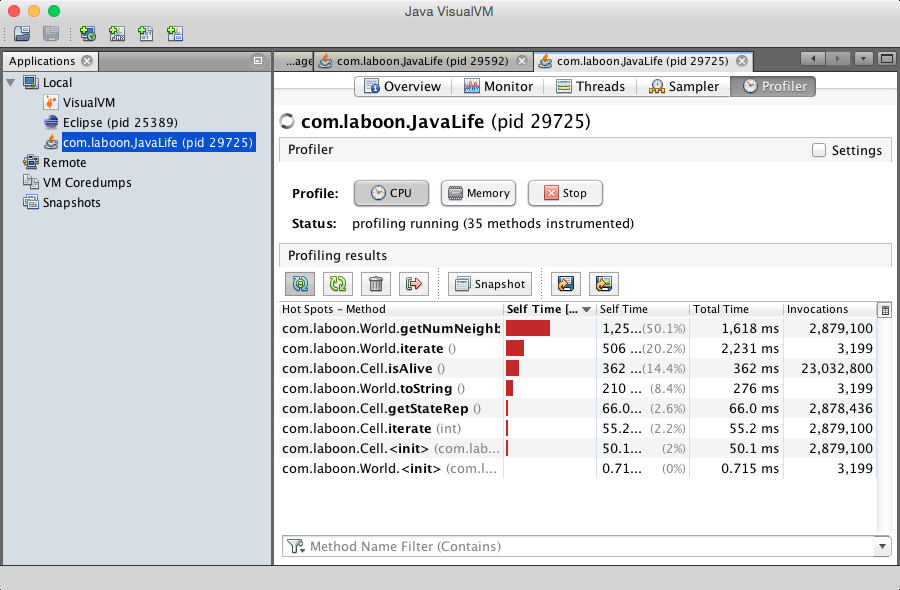 Java VisualVM
Applications
Local
VisualVM
Eclipse (pid 25389)
com.laboon.JavaLife (pid 29725)
Remote
VM Coredumps
Snapshots
...age
com.laboon.JavaLife (pid 29592)
com.laboon.JavaLife (pid 29725)
Overview
Monitor
Threads
Sampler
Profiler
com.laboon.JavaLife (pid 29725)
Profiler
Settings
Profile:
CPU
Memory
Stop
Status: profiling running (35 methods instrumented)
Profiling results
Snapshot
Hot Spots – Method Self Time [... Self Time Total Time Invocations
com.laboon.World.getNumNeighb 1,25...(50.1%) 1,618 ms 2,879,100
com.laboon.World.iterate () 506 ...(20.2%) 2,231 ms 3,199
com.laboon.Cell.isAlive () 362 ...(14.4%) 362 ms 23,032,800
com.laboon.World.toString () 210 ... (8.4%) 276 ms 3,199
com.laboon.Cell.getStateRep () 66.0... (2.6%) 66.0 ms 2,878,436
com.laboon.Cell.iterate (int) 55.2... (2.2%) 55.2 ms 2,879,100
com.laboon.Cell.<init> (com.lab... 50.1... (2%) 50.1 ms 2,879,100
com.laboon.World.<init> (com.l... 0.71... (0%) 0.715 ms 3,199
Method Name Filter (Contains)